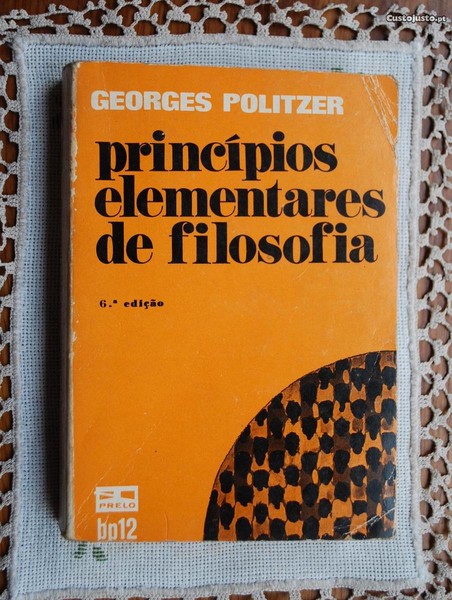 CustoJusto.pt
GEORGES POLITZER
princípios
elementares
de filosofia
6.ª edição
PRELO
bp12